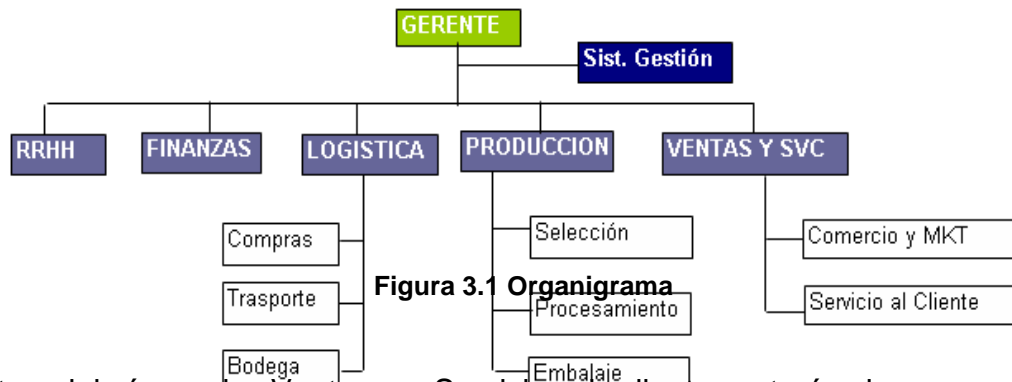 GERENTE
Sist. Gestión
RRHH
FINANZAS
LOGISTICA
PRODUCCION
VENTAS Y SVC
Compras
Selección
Comercio y MKT
Trasporte
Figura 3.1 Organigrama
Procesamiento
Servicio al Cliente
Bodega
Embalaje